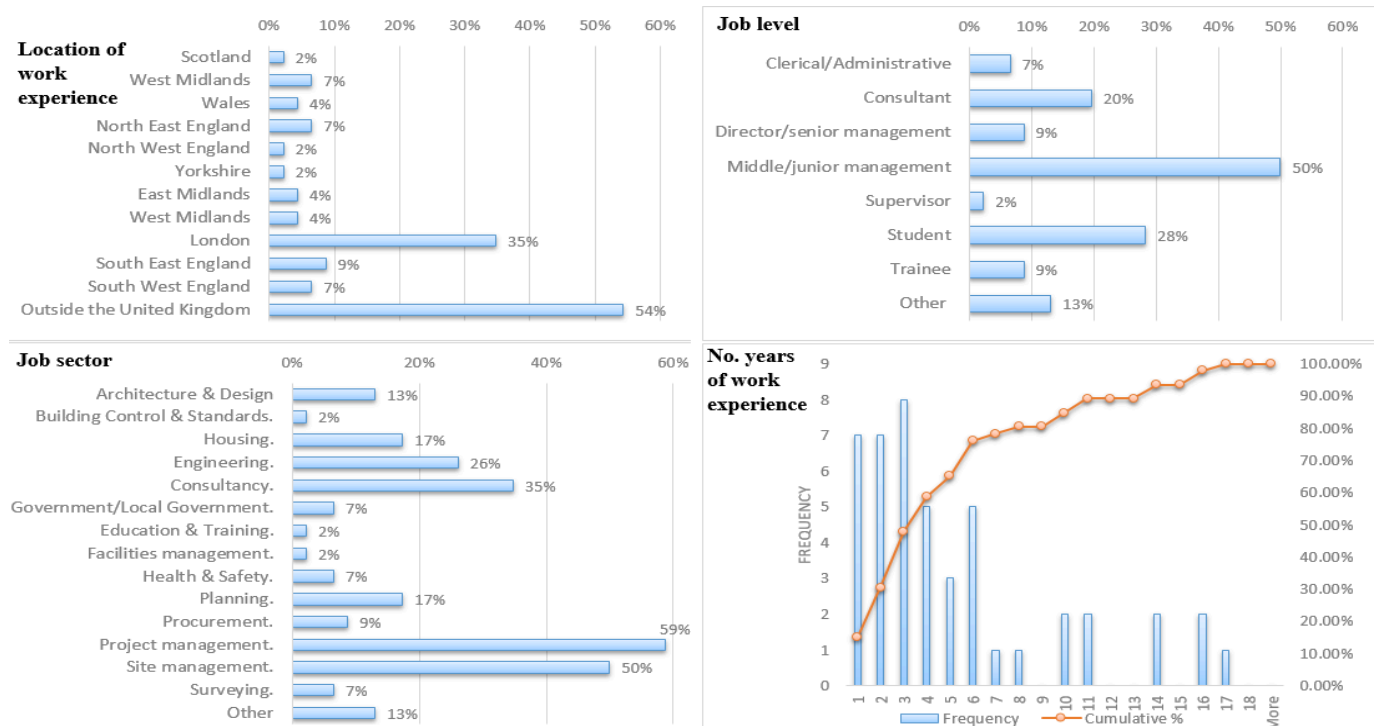 Location of
work
experience
0% 10% 20% 30% 40% 50% 60%
Scotland 2%
West Midlands 7%
Wales 4%
North East England 7%
North West England 2%
Yorkshire 2%
East Midlands 4%
West Midlands 4%
London 35%
South East England 9%
South West England 7%
Outside the United Kingdom 54%
Job level
0% 10% 20% 30% 40% 50% 60%
Clerical/Administrative 7%
Consultant 20%
Director/senior management 9%
Middle/junior management 50%
Supervisor 2%
Student 28%
Trainee 9%
Other 13%
Job sector
0% 20% 40% 60%
Architecture & Design 13%
Building Control & Standards. 2%
Housing. 17%
Engineering. 26%
Consultancy. 35%
Government/Local Government. 7%
Education & Training. 2%
Facilities management. 2%
Health & Safety. 7%
Planning. 17%
Procurement. 9%
Project management. 59%
Site management. 50%
Surveying. 7%
Other 13%
No. years
of work
experience
FREQUENCY
9 100.00%
8 90.00%
7 80.00%
6 70.00%
5 60.00%
4 50.00%
3 40.00%
2 30.00%
1 20.00%
0 10.00%
0.00%
1 2 3 4 5 6 7 8 9 10 11 12 13 14 15 16 17 18 More
Frequency Cumulative %